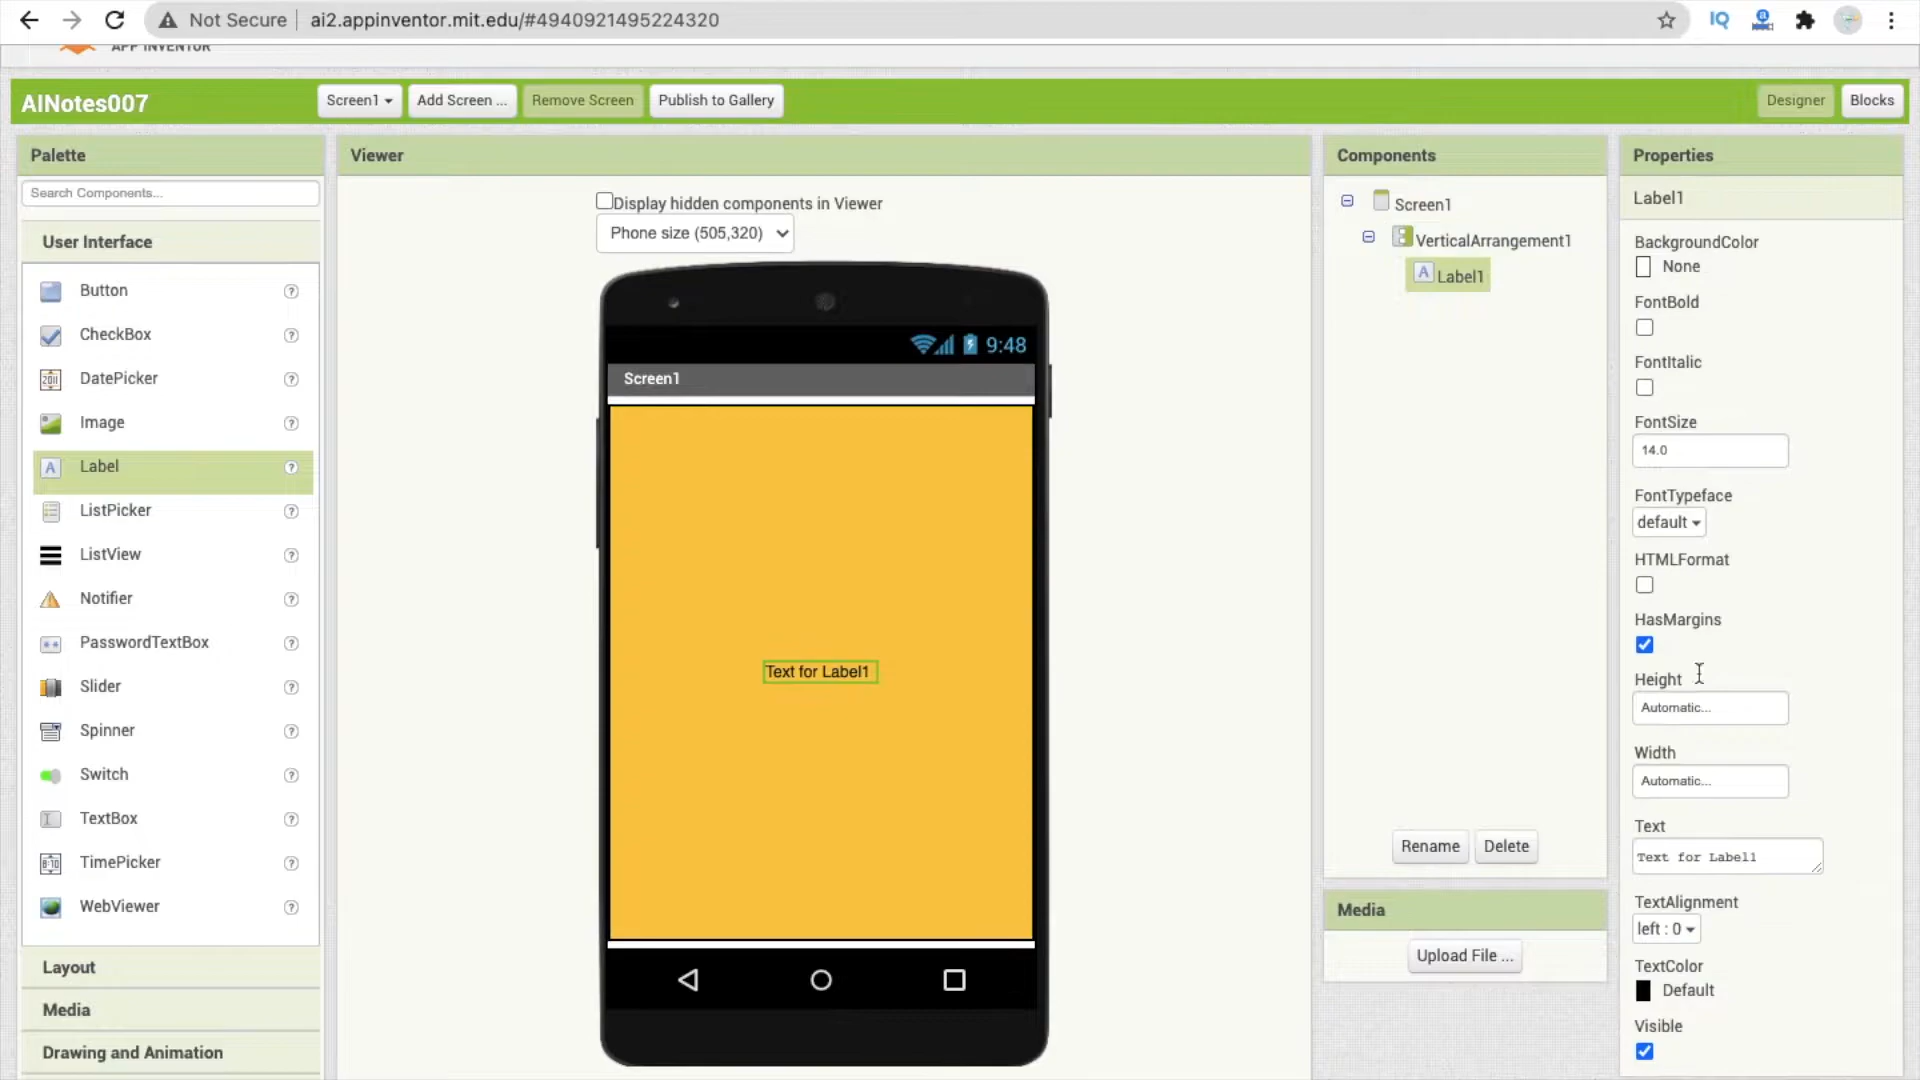 Not Secure
ai2.appinventor.mit.edu/#4940921495224320
IQ
APP INVENTOR
AINotes007
Screen1
Add Screen ...
Remove Screen
Publish to Gallery
Designer
Blocks
Palette
Search Components...
User Interface
Button
?
CheckBox
?
DatePicker
?
Image
?
A
Label
?
ListPicker
?
ListView
?
Notifier
?
PasswordTextBox
?
Slider
?
Spinner
?
Switch
?
TextBox
?
TimePicker
?
WebViewer
?
Layout
Media
Drawing and Animation
Viewer
Display hidden components in Viewer
Phone size (505,320)
9:48
Screen1
Text for Label1
Components
Screen1
VerticalArrangement1
A
Label1
Rename
Delete
Media
Upload File ...
Properties
Label1
BackgroundColor
None
FontBold
FontItalic
FontSize
14.0
FontTypeface
default
HTMLFormat
HasMargins
Height
Automatic...
Width
Automatic...
Text
Text for Label1
TextAlignment
left : 0
TextColor
Default
Visible